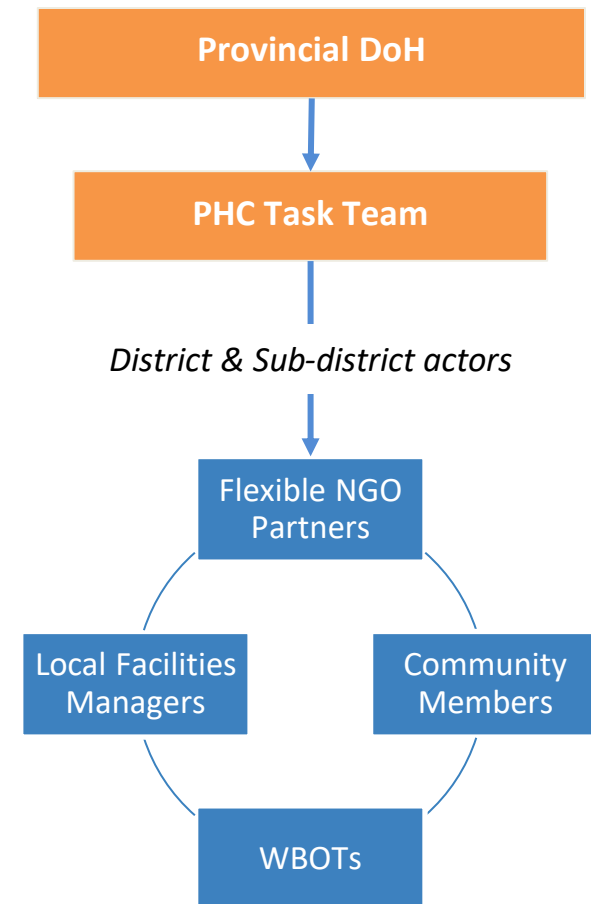 Provincial DoH
PHC Task Team
District & Sub-district actors
Flexible NGO
Partners
Local Facilities
Managers
Community
Members
WBOTs